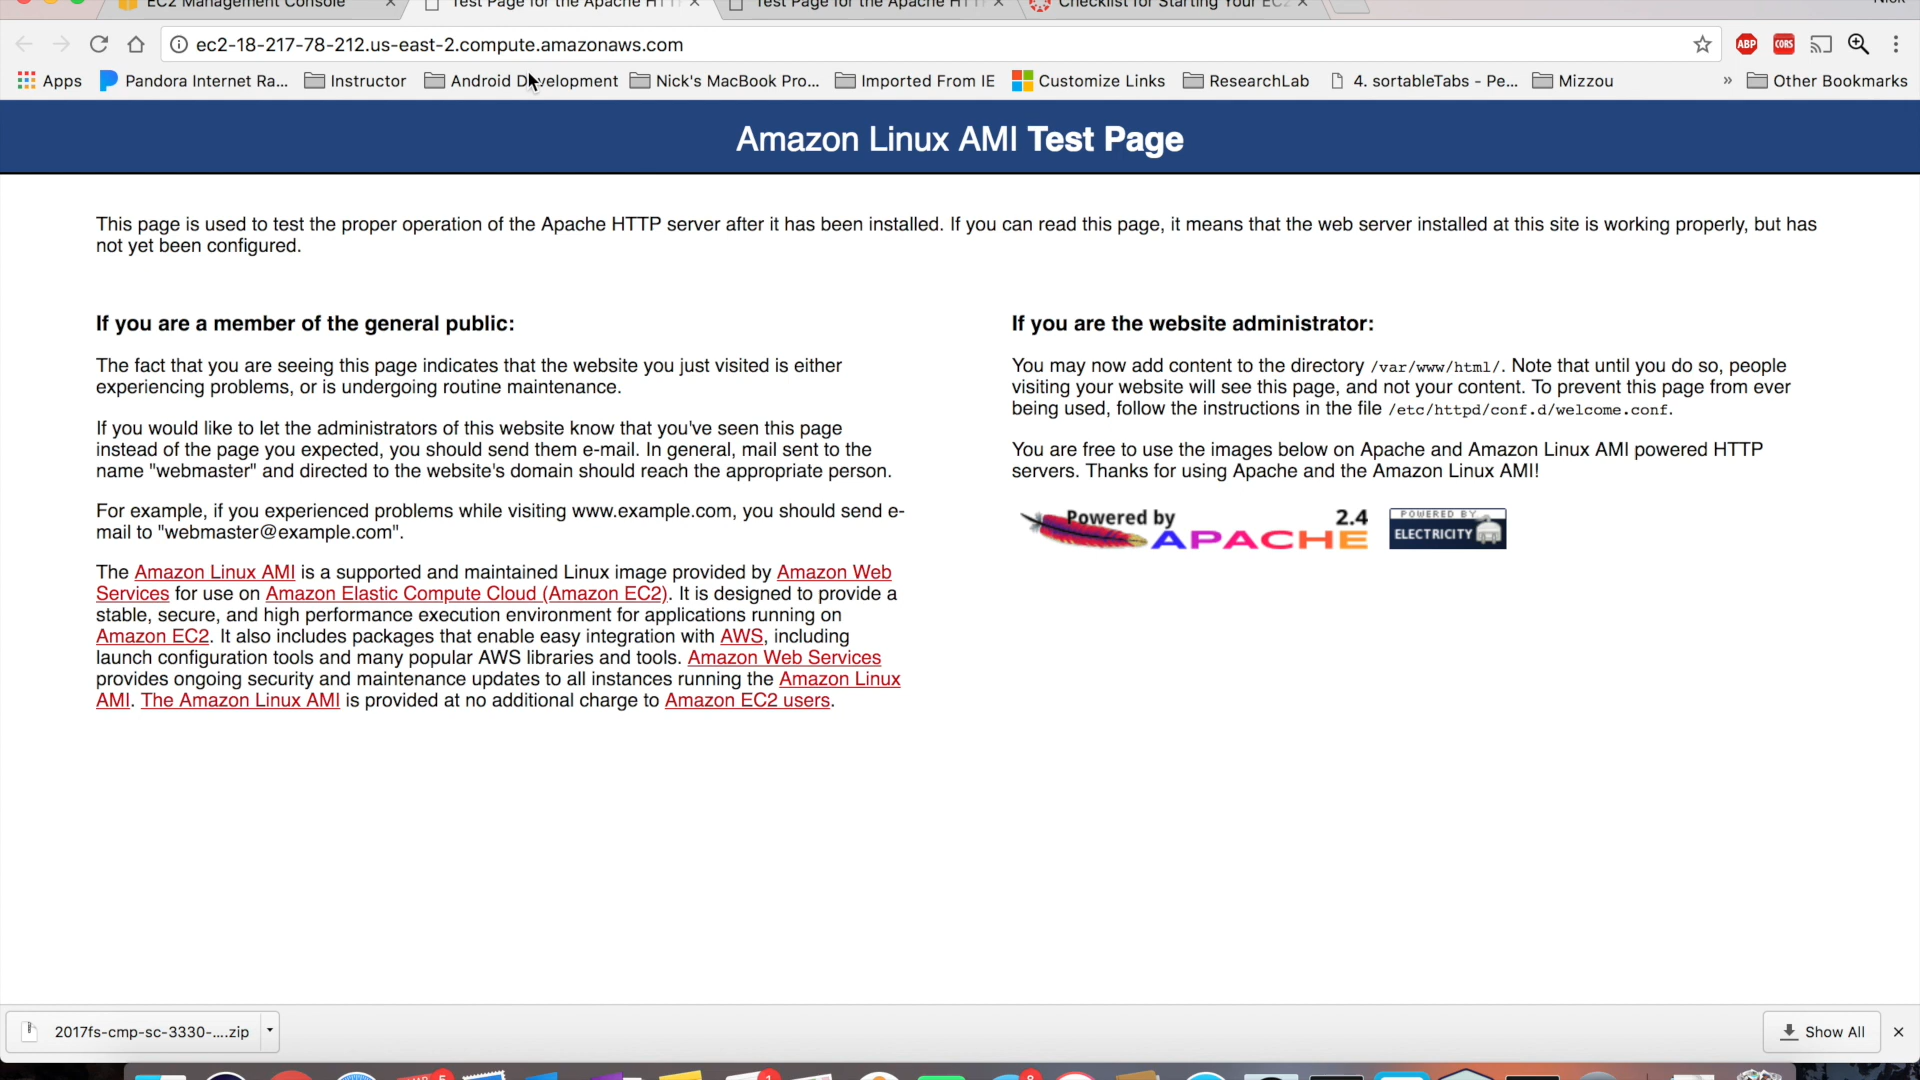 EC2 Management Console
Test Page for the Apache HTT
Test Page for the Apache HTT
Checklist for Starting Your EC2
Nick
ec2-18-217-78-212.us-east-2.compute.amazonaws.com
ABP
CORS
Apps
Pandora Internet Ra...
Instructor
Android Development
Nick's MacBook Pro...
Imported From IE
Customize Links
ResearchLab
4. sortableTabs - Pe...
Mizzou
»
Other Bookmarks
Amazon Linux AMI Test Page
This page is used to test the proper operation of the Apache HTTP server after it has been installed. If you can read this page, it means that the web server installed at this site is working properly, but has
not yet been configured.
If you are a member of the general public:
The fact that you are seeing this page indicates that the website you just visited is either
experiencing problems, or is undergoing routine maintenance.
If you would like to let the administrators of this website know that you've seen this page
instead of the page you expected, you should send them e-mail. In general, mail sent to the
name "webmaster" and directed to the website's domain should reach the appropriate person.
For example, if you experienced problems while visiting www.example.com, you should send e-
mail to "webmaster@example.com".
The Amazon Linux AMI is a supported and maintained Linux image provided by Amazon Web
Services for use on Amazon Elastic Compute Cloud (Amazon EC2). It is designed to provide a
stable, secure, and high performance execution environment for applications running on
Amazon EC2. It also includes packages that enable easy integration with AWS, including
launch configuration tools and many popular AWS libraries and tools. Amazon Web Services
provides ongoing security and maintenance updates to all instances running the Amazon Linux
AMI. The Amazon Linux AMI is provided at no additional charge to Amazon EC2 users.
If you are the website administrator:
You may now add content to the directory /var/www/html/. Note that until you do so, people
visiting your website will see this page, and not your content. To prevent this page from ever
being used, follow the instructions in the file /etc/httpd/conf.d/welcome.conf.
You are free to use the images below on Apache and Amazon Linux AMI powered HTTP
servers. Thanks for using Apache and the Amazon Linux AMI!
Powered by 2.4
APACHE
POWERED BY
ELECTRICITY
2017fs-cmp-sc-3330-....zip
Show All
5
1
8